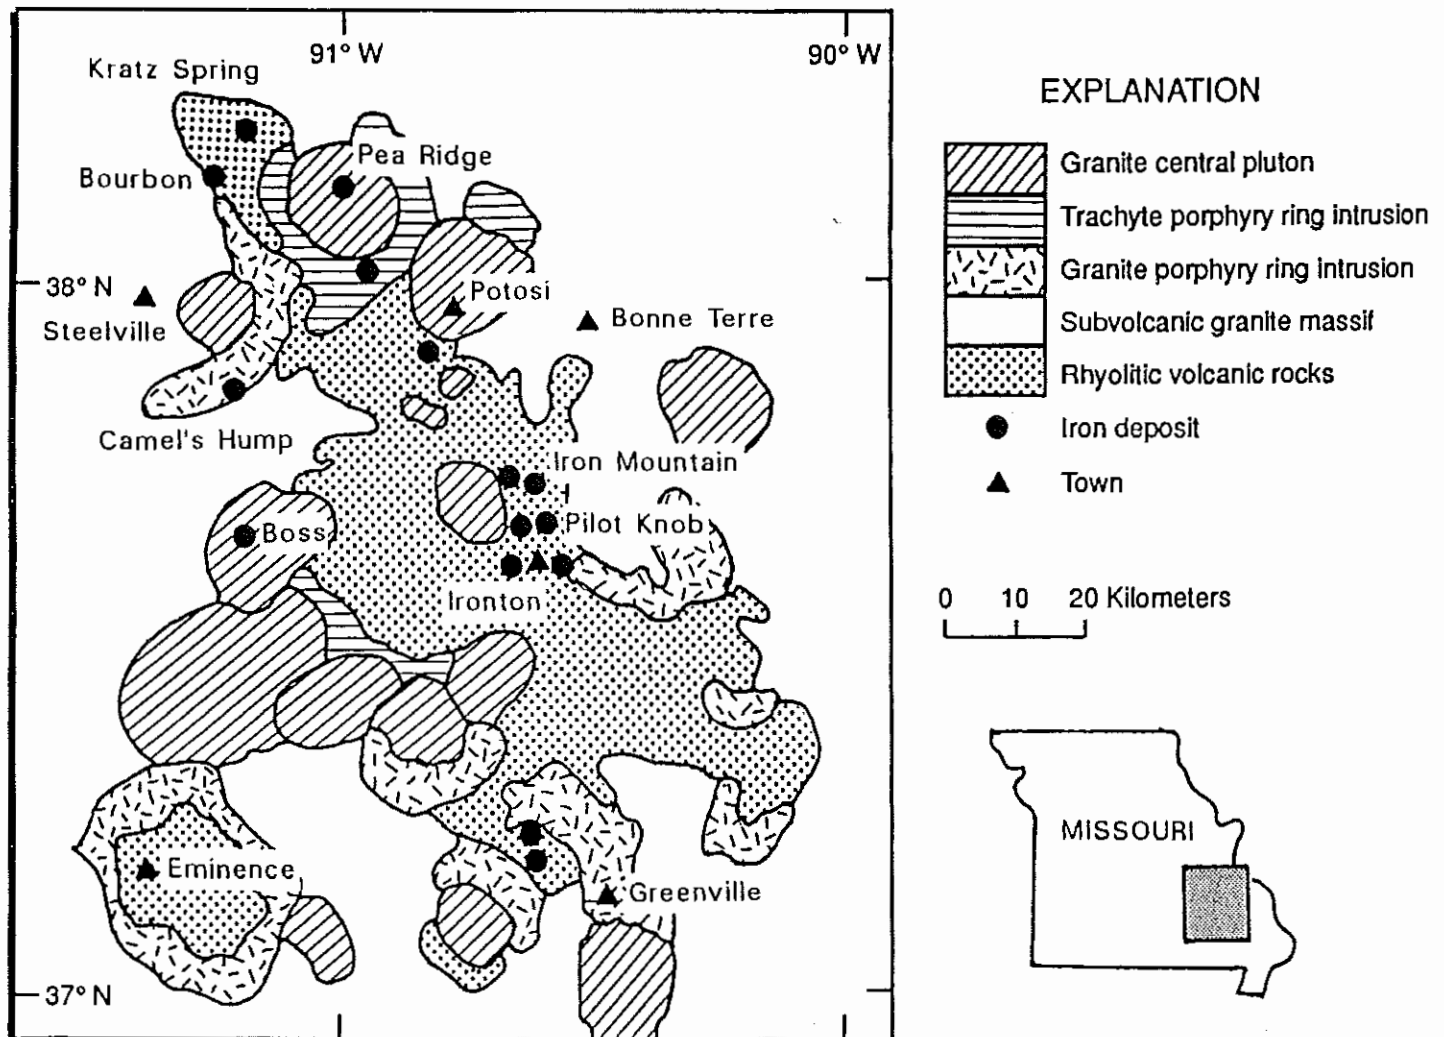 91° W
90° W
Kratz Spring
Pea Ridge
Bourbon
38° N
Potosi
Steelville
Bonne Terre
Camel's Hump
Iron Mountain
Boss
Pilot Knob
Ironton
Eminence
Greenville
37° N
EXPLANATION
Granite central pluton
Trachyte porphyry ring intrusion
Granite porphyry ring intrusion
Subvolcanic granite massif
Rhyolitic volcanic rocks
Iron deposit
Town
0 10 20 Kilometers
MISSOURI